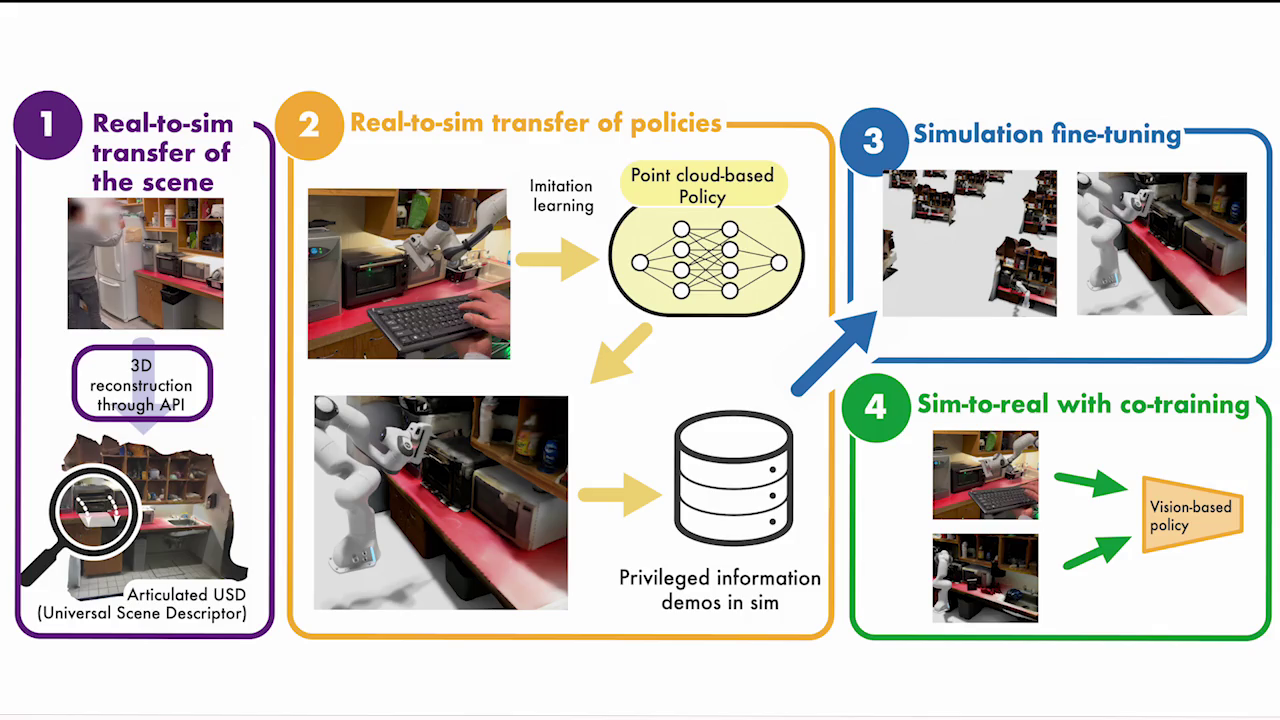 1
Real-to-sim
transfer of
the scene
3D
reconstruction
through API
Articulated USD
(Universal Scene Descriptor)
2
Real-to-sim transfer of policies
Imitation
learning
Point cloud-based
Policy
Privileged information
demos in sim
3
Simulation fine-tuning
4
Sim-to-real with co-training
Vision-based
policy